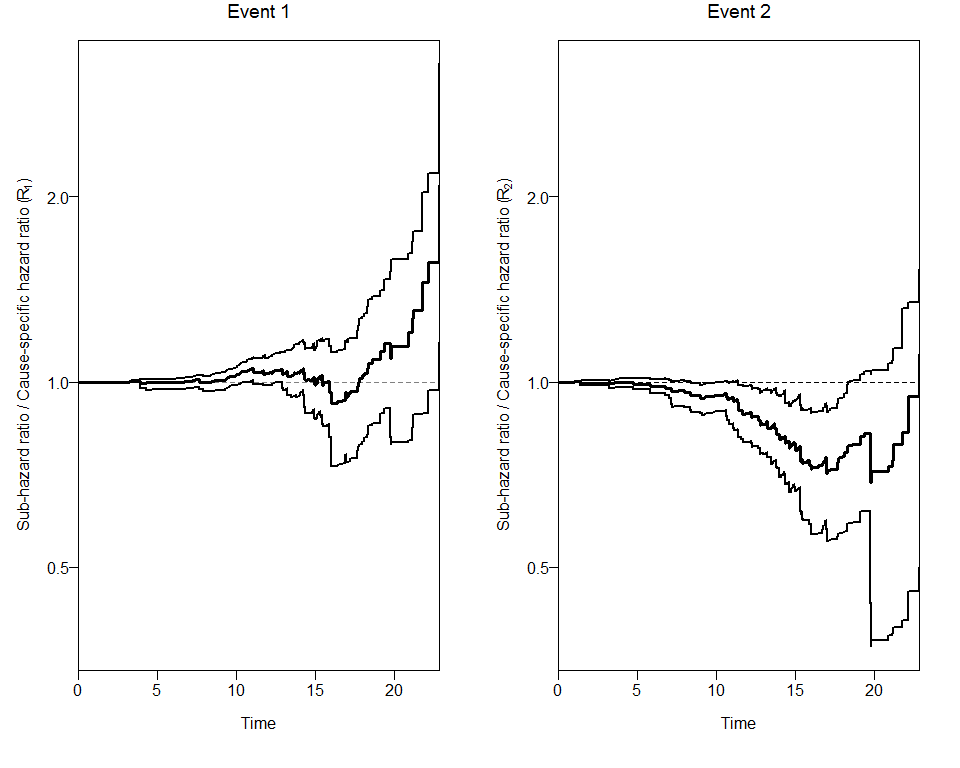 Event 1
Sub-hazard ratio / Cause-specific hazard ratio (R1)
2.0
1.0
0.5
0 5 10 15 20
Time
Event 2
Sub-hazard ratio / Cause-specific hazard ratio (R2)
2.0
1.0
0.5
0 5 10 15 20
Time